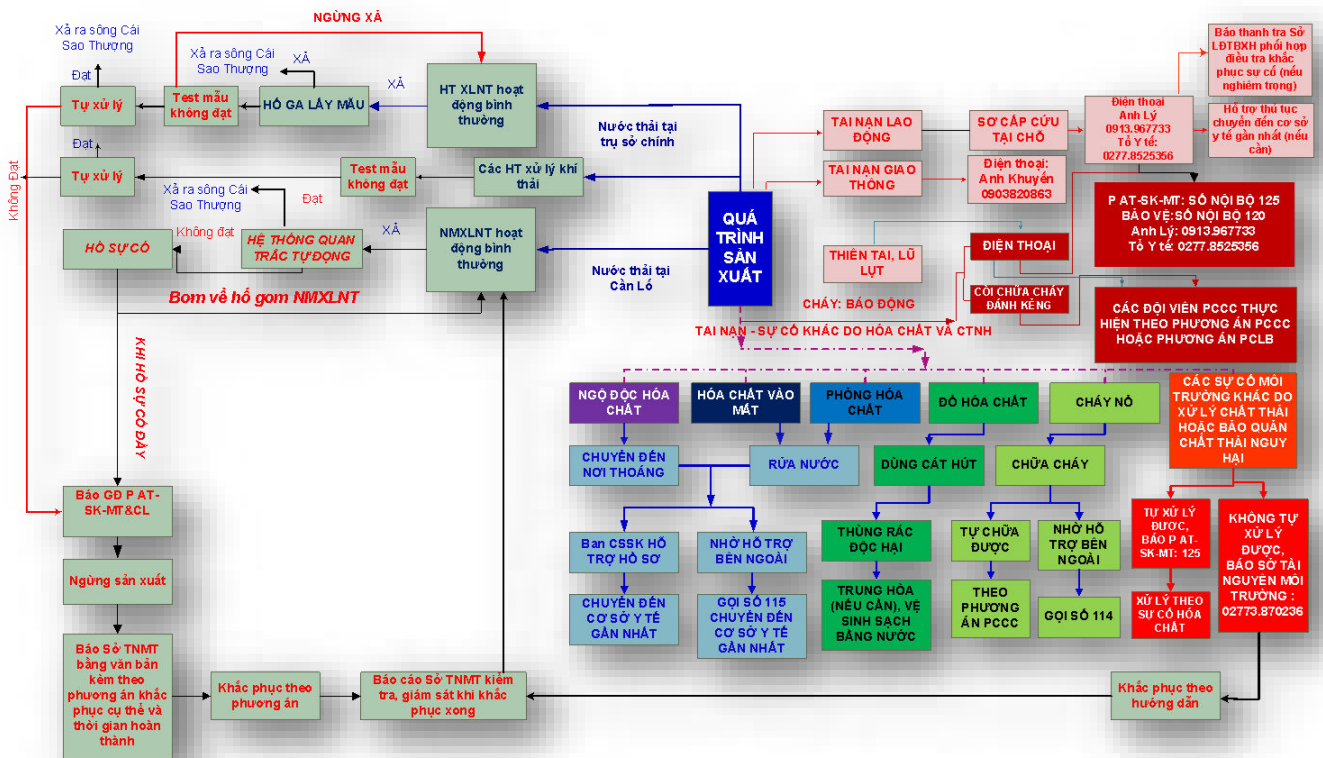 NGỪNG XẢ
Xả ra sông Cái
Sao Thượng
Xả ra sông Cái
Sao Thượng
XẢ
Đạt
Tự xử lý
Test mẫu
không đạt
HỐ GA LẤY MẪU
XẢ
HT XLNT hoạt
động bình
thường
Nước thải tại
trụ sở chính
Đạt
Tự xử lý
Test mẫu
không đạt
Các HT xử lý khí
thải
Không Đạt
Xả ra sông Cái
Sao Thượng
Đạt
Không đạt
HỒ SỰ CỐ
HỆ THỐNG QUAN
TRẮC TỰ ĐỘNG
XẢ
NMXLNT hoạt
động bình
thường
Nước thải tại
Cần Lố
Bơm về hố gom NMXLNT
KHI HỒ SỰ CỐ ĐẦY
QUÁ
TRÌNH
SẢN
XUẤT
TAI NẠN LAO
ĐỘNG
SƠ CẤP CỨU
TẠI CHỖ
Điện thoại
Anh Lý
0913.967733
Tổ Y tế:
0277.8525356
Báo thanh tra Sở
LĐTBXH phối hợp
điều tra khắc
phục sự cố (nếu
nghiêm trọng)
Hỗ trợ thủ tục
chuyển đến cơ sở
y tế gần nhất (nếu
cần)
TAI NẠN GIAO
THÔNG
Điện thoại:
Anh Khuyến
0903820863
P AT-SK-MT: SỐ NỘI BỘ 125
BẢO VỆ:SỐ NỘI BỘ 120
Anh Lý: 0913.967733
Tổ Y tế: 0277.8525356
THIÊN TAI, LŨ
LỤT
ĐIỆN THOẠI
CHÁY: BÁO ĐỘNG
CÒI CHỮA CHÁY
ĐÁNH KẺNG
CÁC ĐỘI VIÊN PCCC THỰC
HIỆN THEO PHƯƠNG ÁN PCCC
HOẶC PHƯƠNG ÁN PCLB
TAI NẠN - SỰ CỐ KHÁC DO HÓA CHẤT VÀ CTNH
NGỘ ĐỘC HÓA
CHẤT
HÓA CHẤT VÀO
MẮT
PHỎNG HÓA
CHẤT
ĐỔ HÓA CHẤT
CHÁY NỔ
CÁC SỰ CỐ MÔI
TRƯỜNG KHÁC DO
XỬ LÝ CHẤT THẢI
HOẶC BẢO QUẢN
CHẤT THẢI NGUY
HẠI
CHUYỂN ĐẾN
NƠI THOÁNG
RỬA NƯỚC
DÙNG CÁT HÚT
CHỮA CHÁY
Ban CSSK HỖ
TRỢ HỒ SƠ
NHỜ HỖ TRỢ
BÊN NGOÀI
THÙNG RÁC
ĐỘC HẠI
TỰ CHỮA
ĐƯỢC
NHỜ HỖ
TRỢ BÊN
NGOÀI
TỰ XỬ LÝ
ĐƯỢC,
BÁO P AT-
SK-MT: 125
KHÔNG TỰ
XỬ LÝ
ĐƯỢC,
BÁO SỞ TÀI
NGUYÊN MÔI
TRƯỜNG :
02773.870236
CHUYỂN ĐẾN
CƠ SỞ Y TẾ
GẦN NHẤT
GỌI SỐ 115
CHUYỂN ĐẾN
CƠ SỞ Y TẾ
GẦN NHẤT
TRUNG HÒA
(NẾU CẦN), VỆ
SINH SẠCH
BẰNG NƯỚC
THEO
PHƯƠNG
ÁN PCCC
GỌI SỐ 114
XỬ LÝ THEO
SỰ CỐ HÓA
CHẤT
Báo GĐ P AT-
SK-MT&CL
Ngừng sản xuất
Báo Sở TNMT
bằng văn bản
kèm theo
phương án khắc
phục cụ thể và
thời gian hoàn
thành
Khắc phục theo
phương án
Báo cáo Sở TNMT kiểm
tra, giám sát khi khắc
phục xong
Khắc phục theo
hướng dẫn